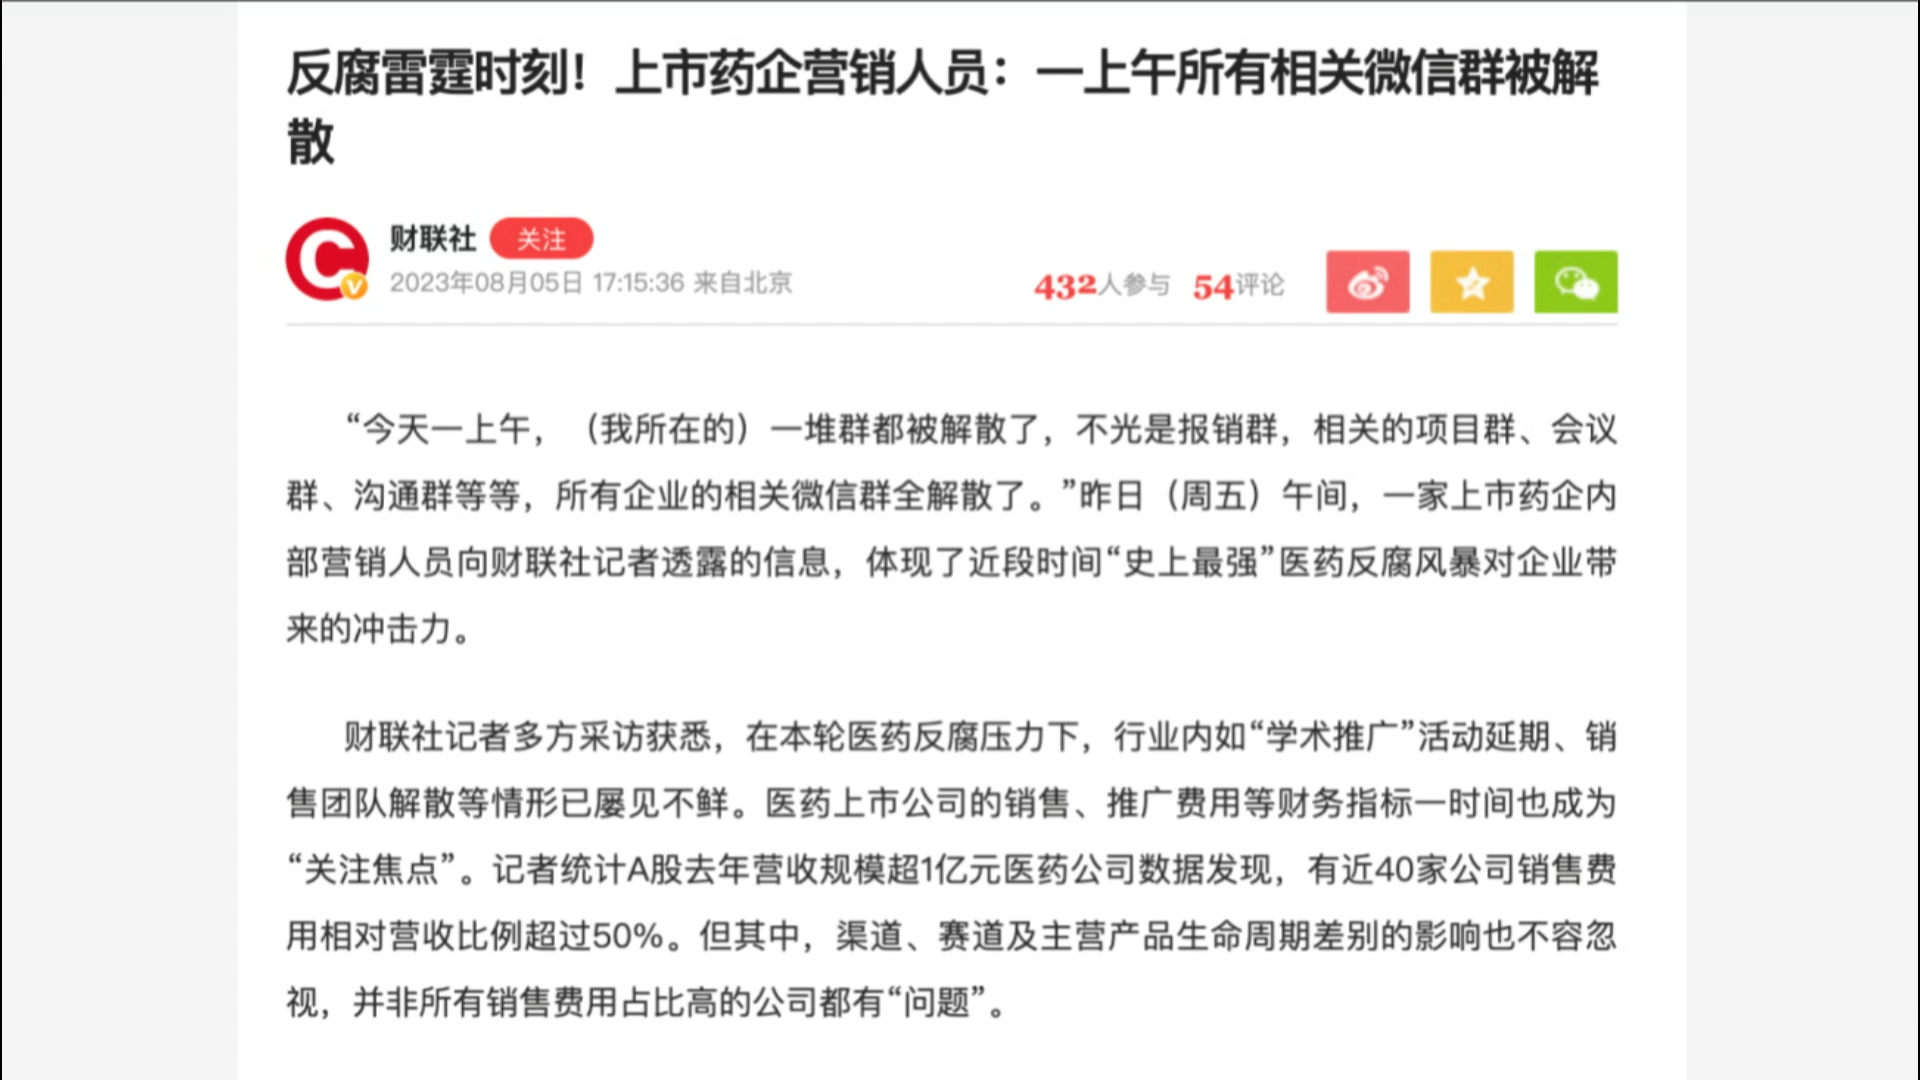 反腐雷霆时刻！上市药企营销人员：一上午所有相关微信群被解
散
财联社 关注
2023年08月05日 17:15:36 来自北京
432人参与 54评论
“今天一上午，（我所在的）一堆群都被解散了，不光是报销群，相关的项目群、会议
群、沟通群等等，所有企业的相关微信群全解散了。”昨日（周五）午间，一家上市药企内
部营销人员向财联社记者透露的信息，体现了近段时间“史上最强”医药反腐风暴对企业带
来的冲击力。
财联社记者多方采访获悉，在本轮医药反腐压力下，行业内如“学术推广”活动延期、销
售团队解散等情形已屡见不鲜。医药上市公司的销售、推广费用等财务指标一时间也成为
“关注焦点”。记者统计A股去年营收规模超1亿元医药公司数据发现，有近40家公司销售费
用相对营收比例超过50%。但其中，渠道、赛道及主营产品生命周期差别的影响也不容忽
视，并非所有销售费用占比高的公司都有“问题”。